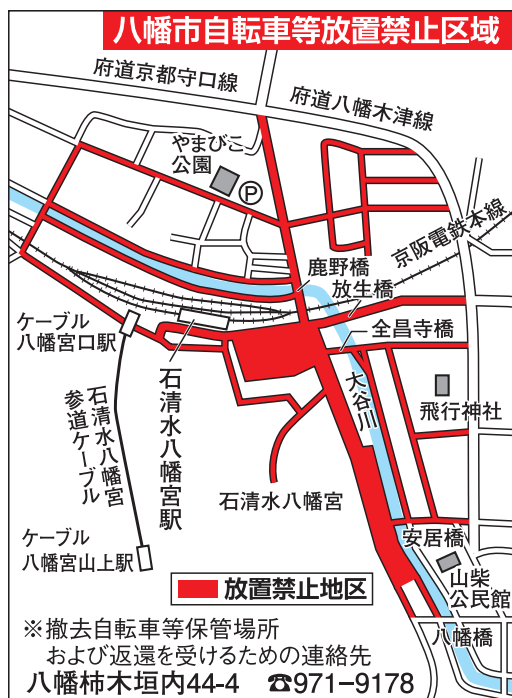 八幡市自転車等放置禁止区域
府道京都守口線
府道八幡木津線
やまびこ
公園
P
京阪電鉄本線
鹿野橋
放生橋
全昌寺橋
ケーブル
八幡宮口駅
石清水八幡宮
参道ケーブル
石清水八幡宮駅
大谷川
飛行神社
石清水八幡宮
ケーブル
八幡宮山上駅
安居橋
山柴
公民館
八幡橋
放置禁止地区
※撤去自転車等保管場所
および返還を受けるための連絡先
八幡柿木垣内44-4 ☎971-9178